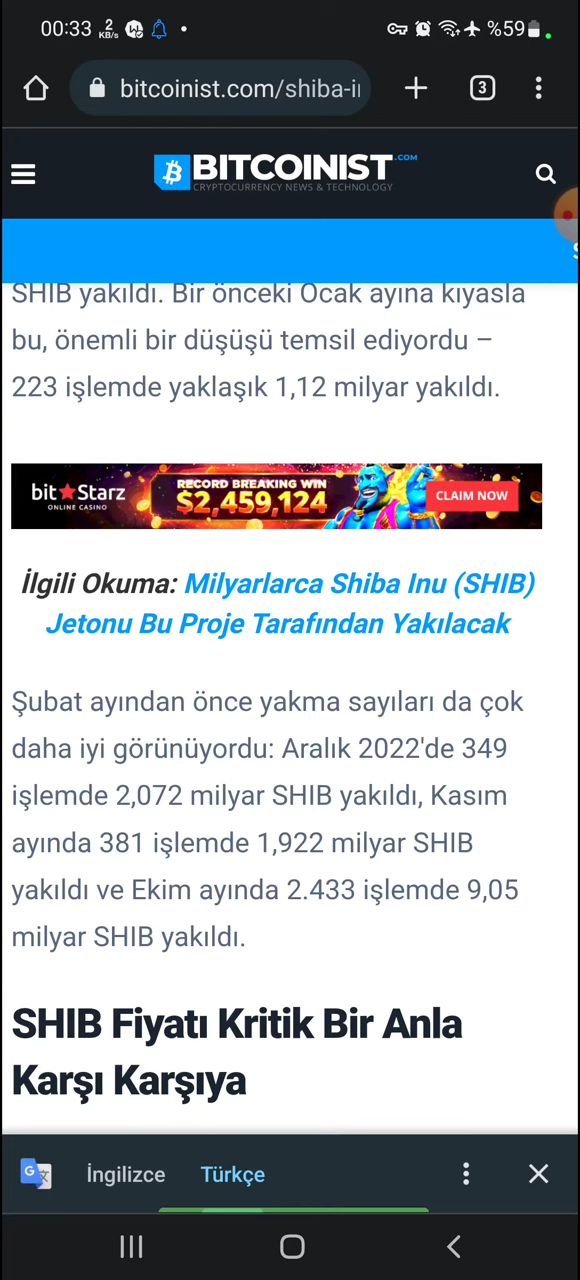 00:33 2 KB/s %59
bitcoinist.com/shiba-i
3
BITCOINIST.COM
CRYPTOCURRENCY NEWS & TECHNOLOGY
SHIB yakıldı. Bir önceki Ocak ayına kıyasla
bu, önemli bir düşüşü temsil ediyordu –
223 işlemde yaklaşık 1,12 milyar yakıldı.
bitStarz
ONLINE CASINO
RECORD BREAKING WIN
$2,459,124
CLAIM NOW
İlgili Okuma: Milyarlarca Shiba Inu (SHIB)
Jetonu Bu Proje Tarafından Yakılacak
Şubat ayından önce yakma sayıları da çok
daha iyi görünüyordu: Aralık 2022'de 349
işlemde 2,072 milyar SHIB yakıldı, Kasım
ayında 381 işlemde 1,922 milyar SHIB
yakıldı ve Ekim ayında 2.433 işlemde 9,05
milyar SHIB yakıldı.
SHIB Fiyatı Kritik Bir Anla
Karşı Karşıya
İngilizce Türkçe